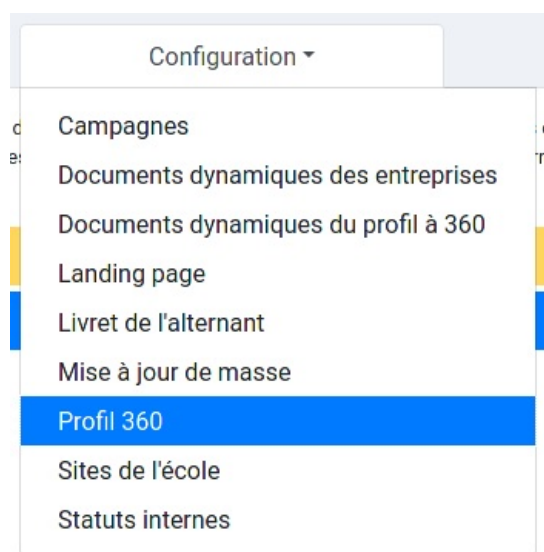 Configuration
Campagnes
Documents dynamiques des entreprises
Documents dynamiques du profil à 360
Landing page
Livret de l'alternant
Mise à jour de masse
Profil 360
Sites de l'école
Statuts internes